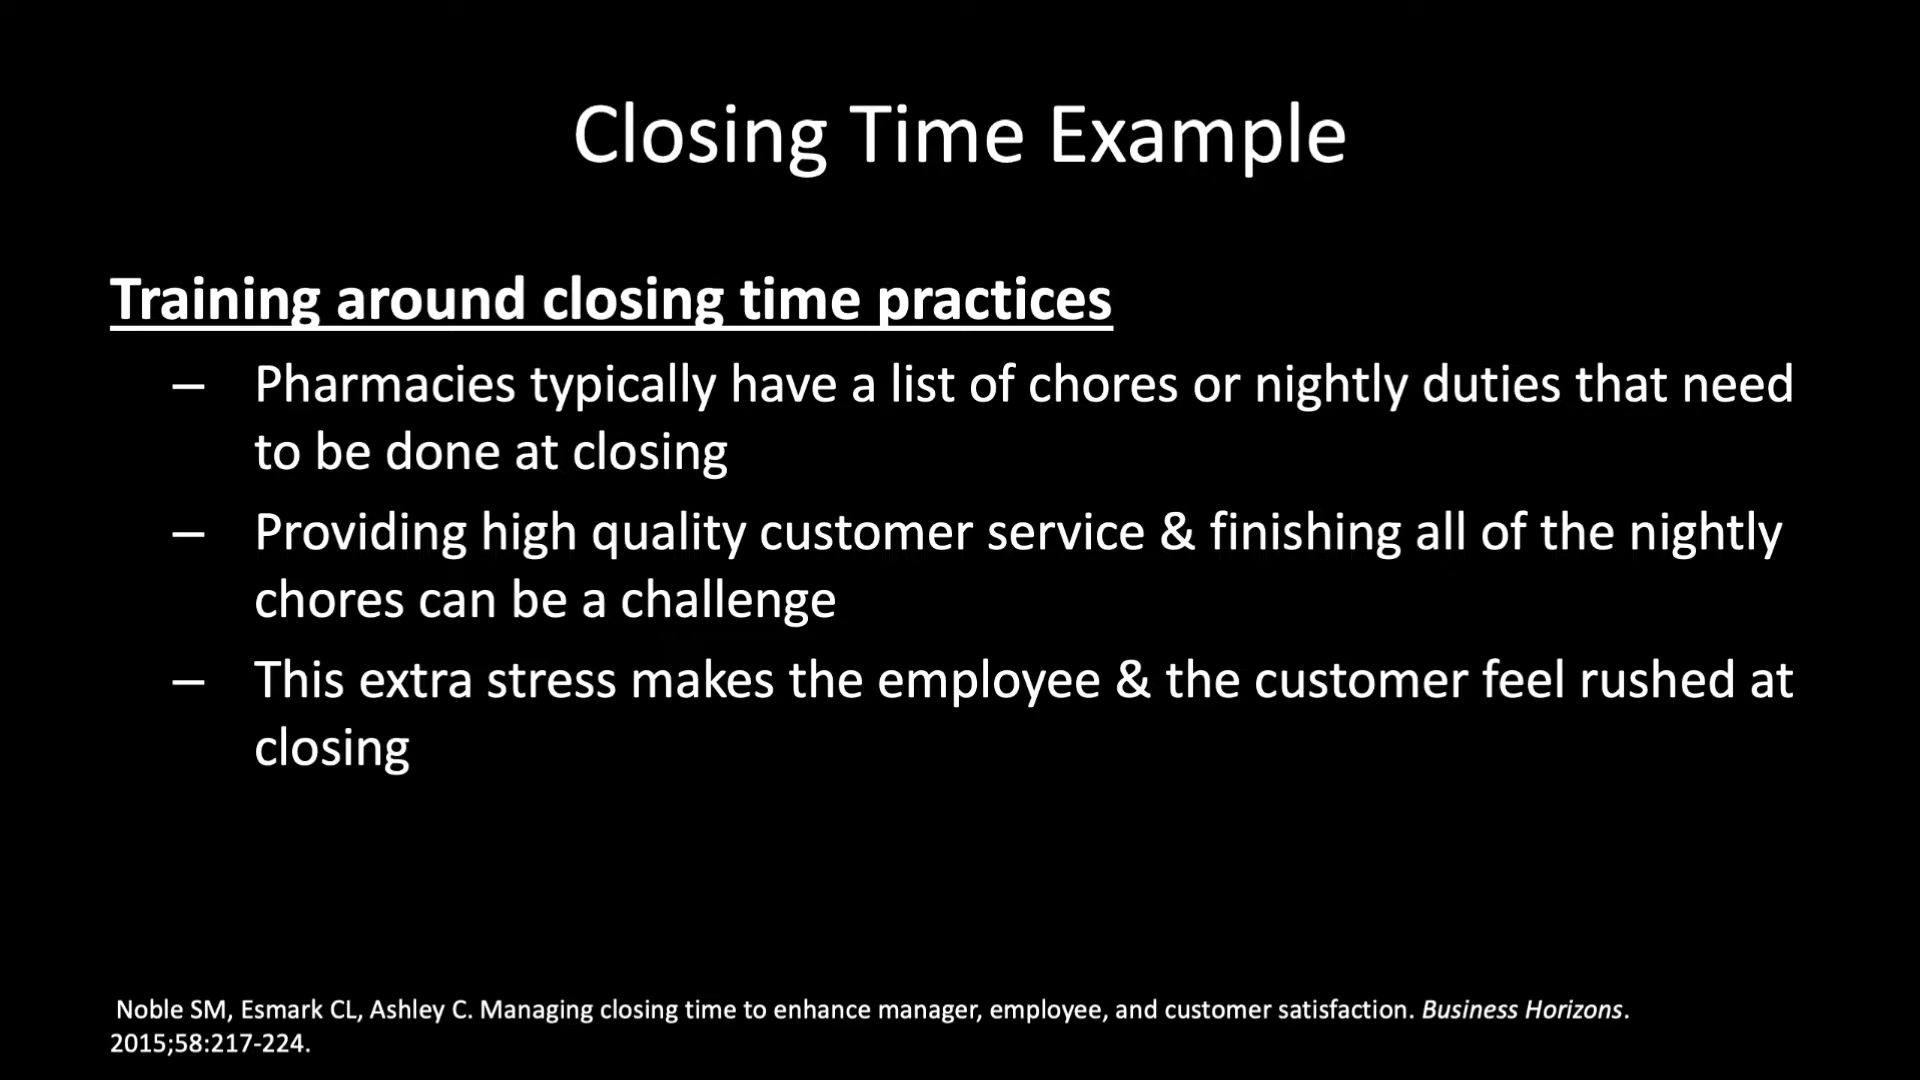 Closing Time Example
Training around closing time practices
– Pharmacies typically have a list of chores or nightly duties that need
to be done at closing
– Providing high quality customer service & finishing all of the nightly
chores can be a challenge
– This extra stress makes the employee & the customer feel rushed at
closing
Noble SM, Esmark CL, Ashley C. Managing closing time to enhance manager, employee, and customer satisfaction. Business Horizons.
2015;58:217-224.